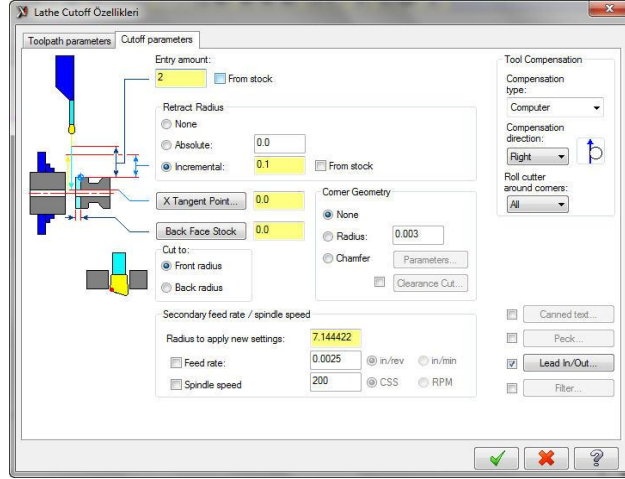 Lathe Cutoff Özellikleri
Toolpath parameters Cutoff parameters
Entry amount:
2 From stock
Retract Radius
None
Absolute: 0.0
Incremental: 0.1 From stock
X Tangent Point... 0.0
Back Face Stock 0.0
Cut to:
Front radius
Back radius
Corner Geometry
None
Radius: 0.003
Chamfer Parameters...
Clearance Cut...
Secondary feed rate / spindle speed
Radius to apply new settings: 7.144422
Feed rate: 0.0025 in/rev in/min
Spindle speed 200 CSS RPM
Tool Compensation
Compensation
type:
Computer
Compensation
direction:
Right
Roll cutter
around corners:
All
Canned text...
Peck...
Lead In/Out...
Filter...